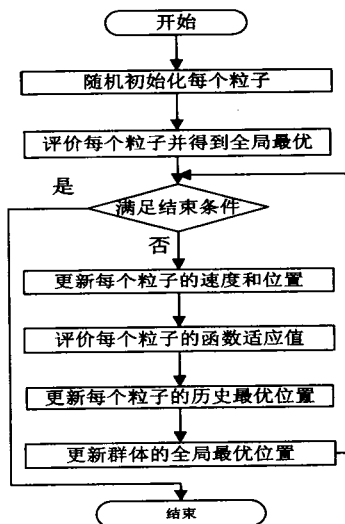 开始
随机初始化每个粒子
评价每个粒子并得到全局最优
是
满足结束条件
否
更新每个粒子的速度和位置
评价每个粒子的函数适应值
更新每个粒子的历史最优位置
更新群体的全局最优位置
结束